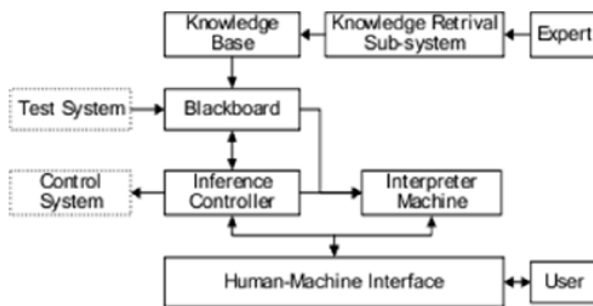 Knowledge
Base
Knowledge Retrival
Sub-system
Expert
Test System
Blackboard
Control
System
Inference
Controller
Interpreter
Machine
Human-Machine Interface
User